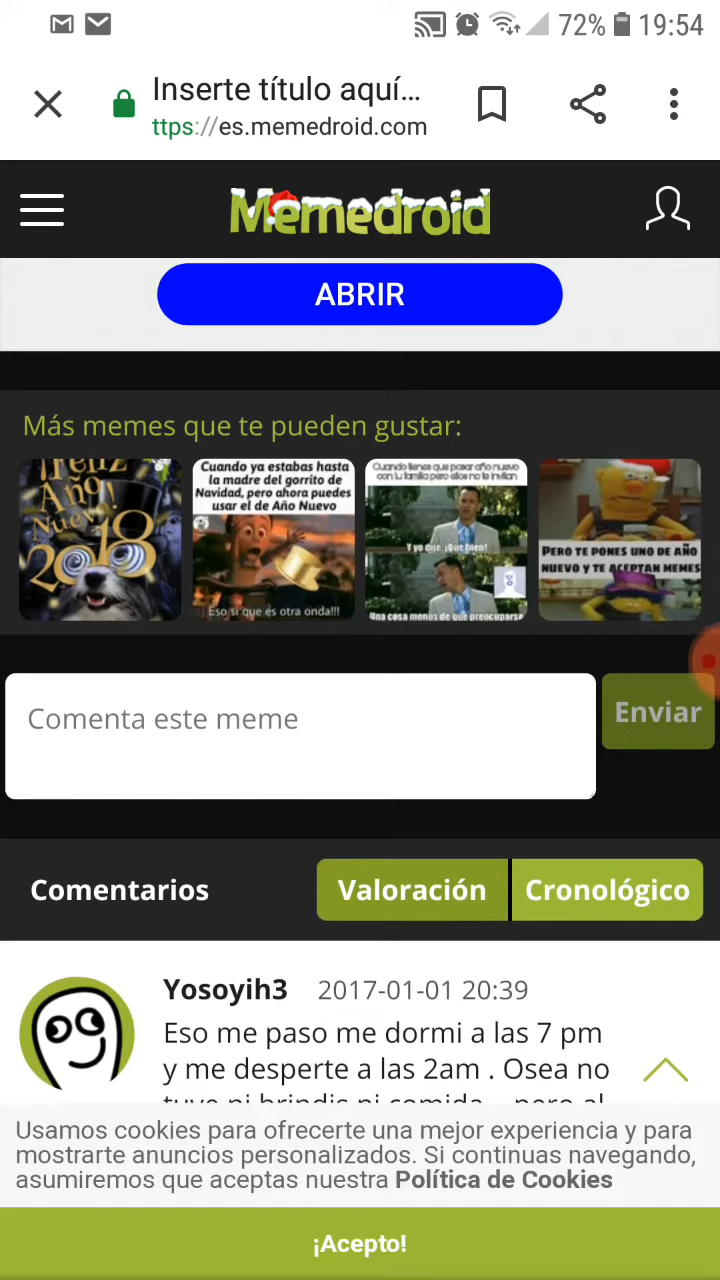 72% 19:54
Inserte título aquí...
ttps://es.memedroid.com
Memedroid
ABRIR
Más memes que te pueden gustar:
¡Feliz
Año
Nuevo!
2018
Cuando ya estabas hasta
la madre del gorrito de
Navidad, pero ahora puedes
usar el de Año Nuevo
Eso si que es otra onda!!!
Cuando tienes que pasar año nuevo
con tu familia pero ellos no te invitan
Y yo dije, ¡Que bien!
Una cosa menos de que preocuparse
PERO TE PONES UNO DE AÑO
NUEVO Y TE ACEPTAN MEMES
Comenta este meme
Enviar
Comentarios
Valoración
Cronológico
Yosoyih3 2017-01-01 20:39
Eso me paso me dormi a las 7 pm
y me desperte a las 2am . Osea no
tuve ni brindis ni comida... pero al
Usamos cookies para ofrecerte una mejor experiencia y para
mostrarte anuncios personalizados. Si continuas navegando,
asumiremos que aceptas nuestra Política de Cookies
¡Acepto!